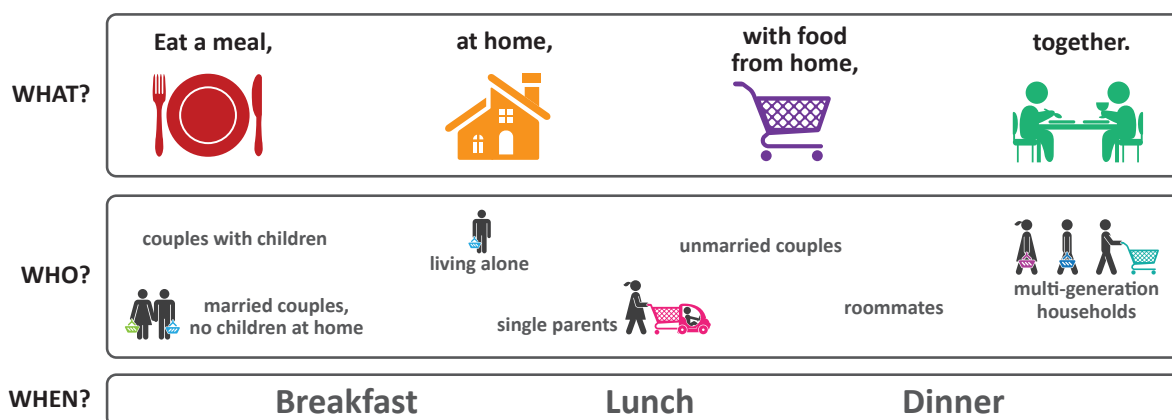 WHAT?
Eat a meal,
at home,
with food
from home,
together.
WHO?
couples with children
living alone
unmarried couples
multi-generation
households
married couples,
no children at home
single parents
roommates
WHEN?
Breakfast
Lunch
Dinner